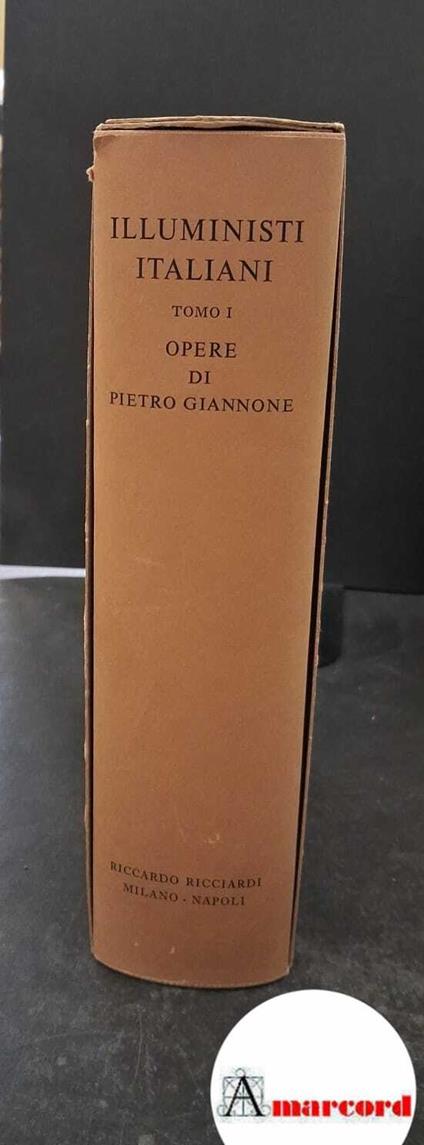 ILLUMINISTI
ITALIANI
TOMO I
OPERE
DI
PIETRO GIANNONE
RICCARDO RICCIARDI
MILANO · NAPOLI
Amarcord